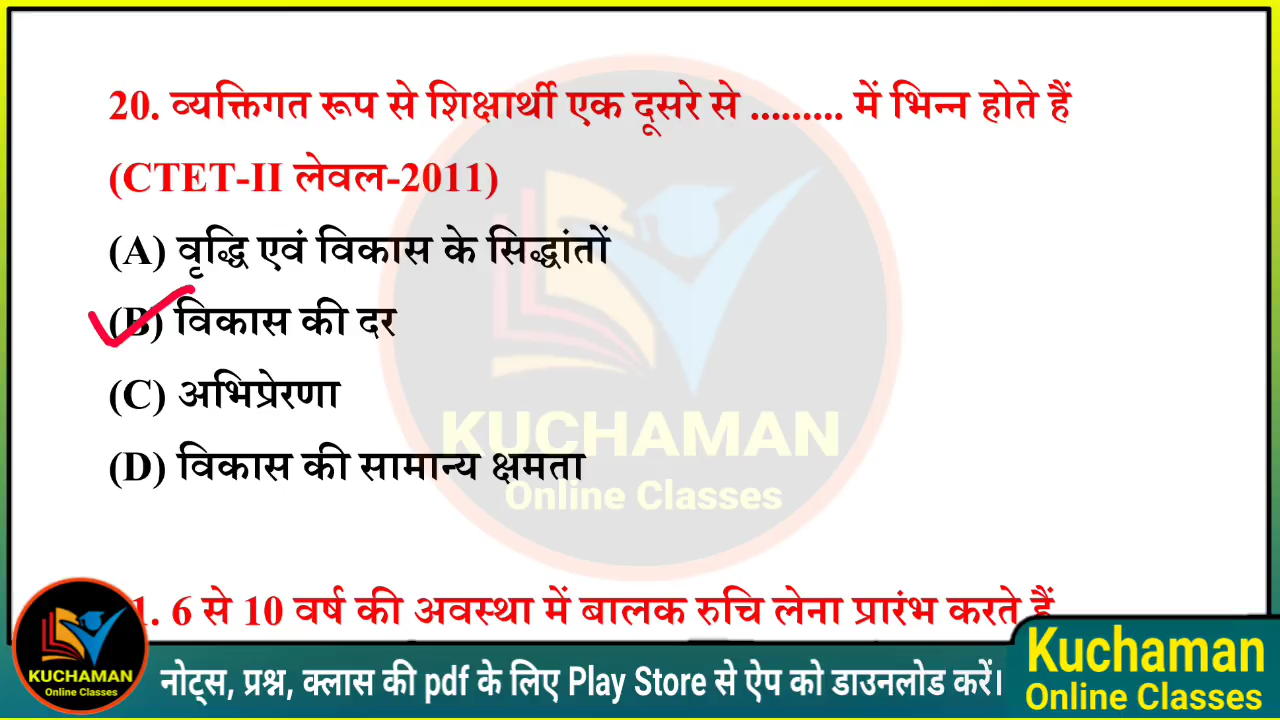 20. व्यक्तिगत रूप से शिक्षार्थी एक दूसरे से ......... में भिन्न होते हैं
(CTET-II लेवल-2011)
(A) वृद्धि एवं विकास के सिद्धांतों
(B) विकास की दर
(C) अभिप्रेरणा
(D) विकास की सामान्य क्षमता
KUCHAMAN
Online Classes
1. 6 से 10 वर्ष की अवस्था में बालक रुचि लेना प्रारंभ करते हैं
KUCHAMAN
Online Classes
नोट्स, प्रश्न, क्लास की pdf के लिए Play Store से ऐप को डाउनलोड करें।
Kuchaman
Online Classes